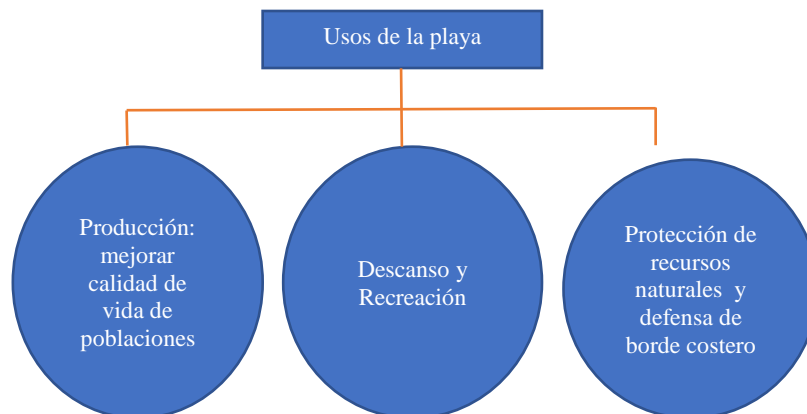 Usos de la playa
Producción:
mejorar
calidad de
vida de
poblaciones
Descanso y
Recreación
Protección de
recursos
naturales y
defensa de
borde costero